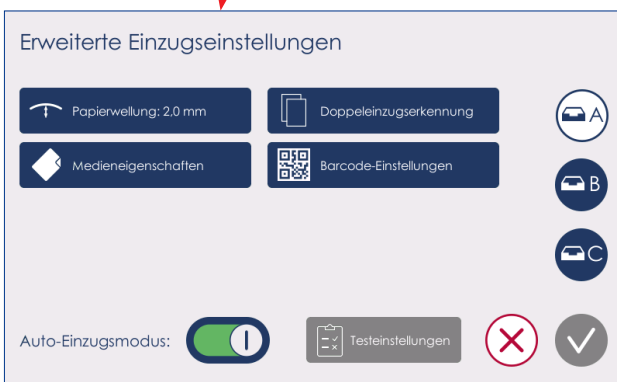 Erweiterte Einzugseinstellungen
Papierwellung: 2,0 mm
Doppeleinzugserkennung
A
Medieneigenschaften
Barcode-Einstellungen
B
C
Auto-Einzugsmodus:
Testeinstellungen